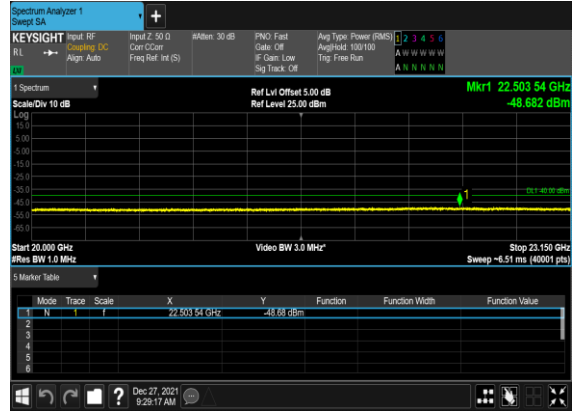 Spectrum Analyzer 1
Swept SA
+
KEYSIGHT
RL
LW
Input: RF
Coupling: DC
Align: Auto
Input Z: 50 Ω
Corr CCorr
Freq Ref: Int (S)
#Atten: 30 dB
PNO: Fast
Gate: Off
IF Gain: Low
Sig Track: Off
Avg Type: Power (RMS)
Avg|Hold: 100/100
Trig: Free Run
1 2 3 4 5 6
A W W W W W
A N N N N N
1 Spectrum
Scale/Div 10 dB
Ref Lvl Offset 5.00 dB
Ref Level 25.00 dBm
Mkr1 22.503 54 GHz
-48.682 dBm
Log
15.0
5.00
-5.00
-15.0
-25.0
-35.0
-45.0
-55.0
-65.0
1
DL1 -40.00 dBm
Start 20.000 GHz
#Res BW 1.0 MHz
Video BW 3.0 MHz*
Stop 23.150 GHz
Sweep ~6.51 ms (40001 pts)
5 Marker Table
Mode Trace Scale X Y Function Function Width Function Value
1 N 1 f 22.503 54 GHz -48.68 dBm
2
3
4
5
6
?
Dec 27, 2021
9:29:17 AM